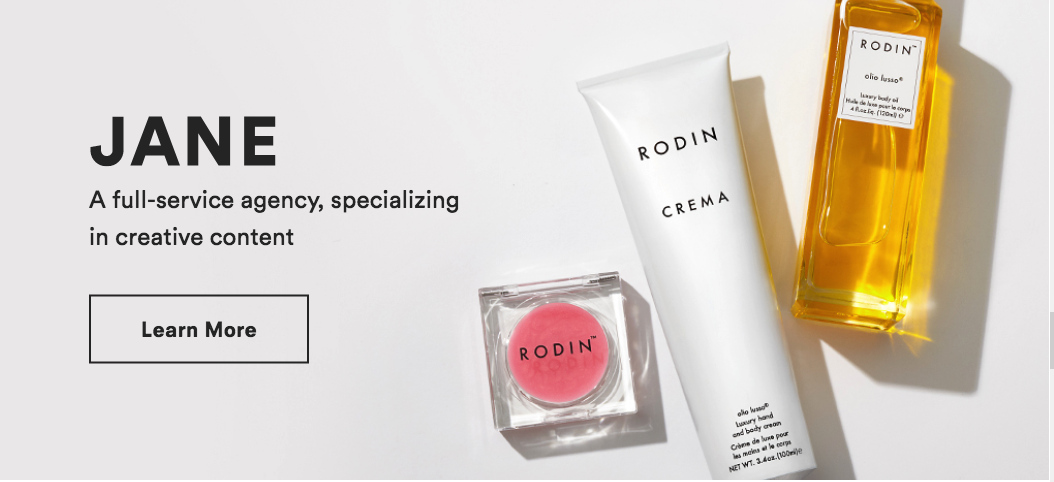 JANE
A full-service agency, specializing
in creative content
Learn More
RODIN™
olio lusso®
Luxury body oil
Huile de luxe pour le corps
4 fl.oz.liq. (120ml) ℮
RODIN
CREMA
olio lusso®
Luxury hand
and body cream
Crème de luxe pour
les mains et le corps
NET WT. 3.4oz.(100ml)℮
RODIN™